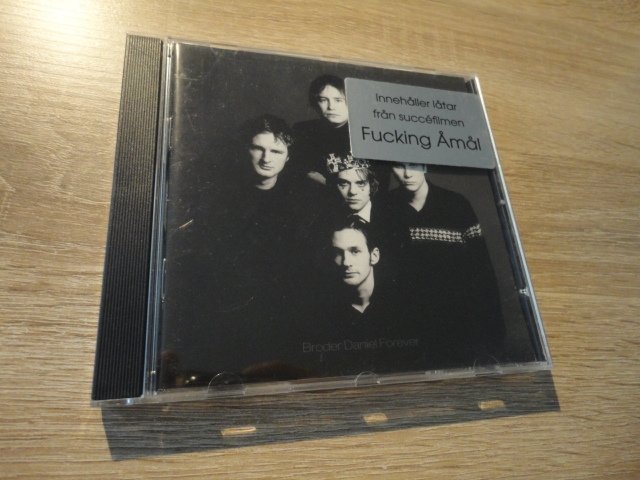 Innehåller låtar
från succéfilmen
Fucking Åmål
Broder Daniel Forever